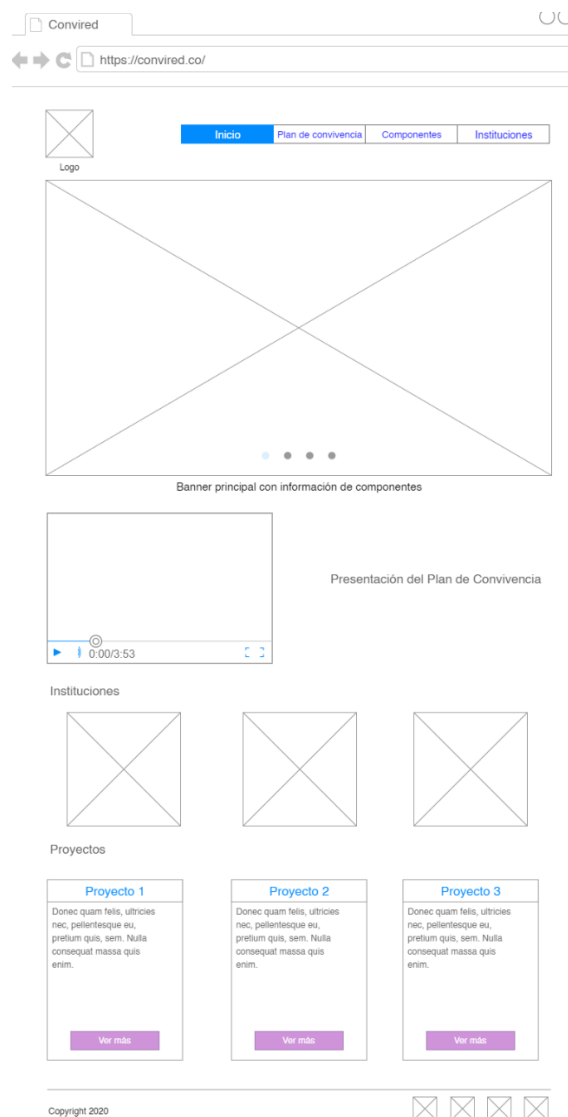 Convired
https://convired.co/
Inicio Plan de convivencia Componentes Instituciones
Logo
Banner principal con información de componentes
Presentación del Plan de Convivencia
0:00/3:53
Instituciones
Proyectos
Proyecto 1
Donec quam felis, ultricies
nec, pellentesque eu,
pretium quis, sem. Nulla
consequat massa quis
enim.
Ver más
Proyecto 2
Donec quam felis, ultricies
nec, pellentesque eu,
pretium quis, sem. Nulla
consequat massa quis
enim.
Ver más
Proyecto 3
Donec quam felis, ultricies
nec, pellentesque eu,
pretium quis, sem. Nulla
consequat massa quis
enim.
Ver más
Copyright 2020